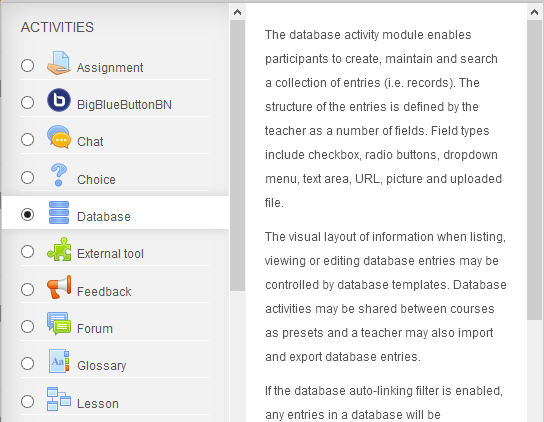 ACTIVITIES
Assignment
BigBlueButtonBN
Chat
Choice
Database
External tool
Feedback
Forum
Aa
Glossary
Lesson
The database activity module enables
participants to create, maintain and search
a collection of entries (i.e. records). The
structure of the entries is defined by the
teacher as a number of fields. Field types
include checkbox, radio buttons, dropdown
menu, text area, URL, picture and uploaded
file.
The visual layout of information when listing,
viewing or editing database entries may be
controlled by database templates. Database
activities may be shared between courses
as presets and a teacher may also import
and export database entries.
If the database auto-linking filter is enabled,
any entries in a database will be